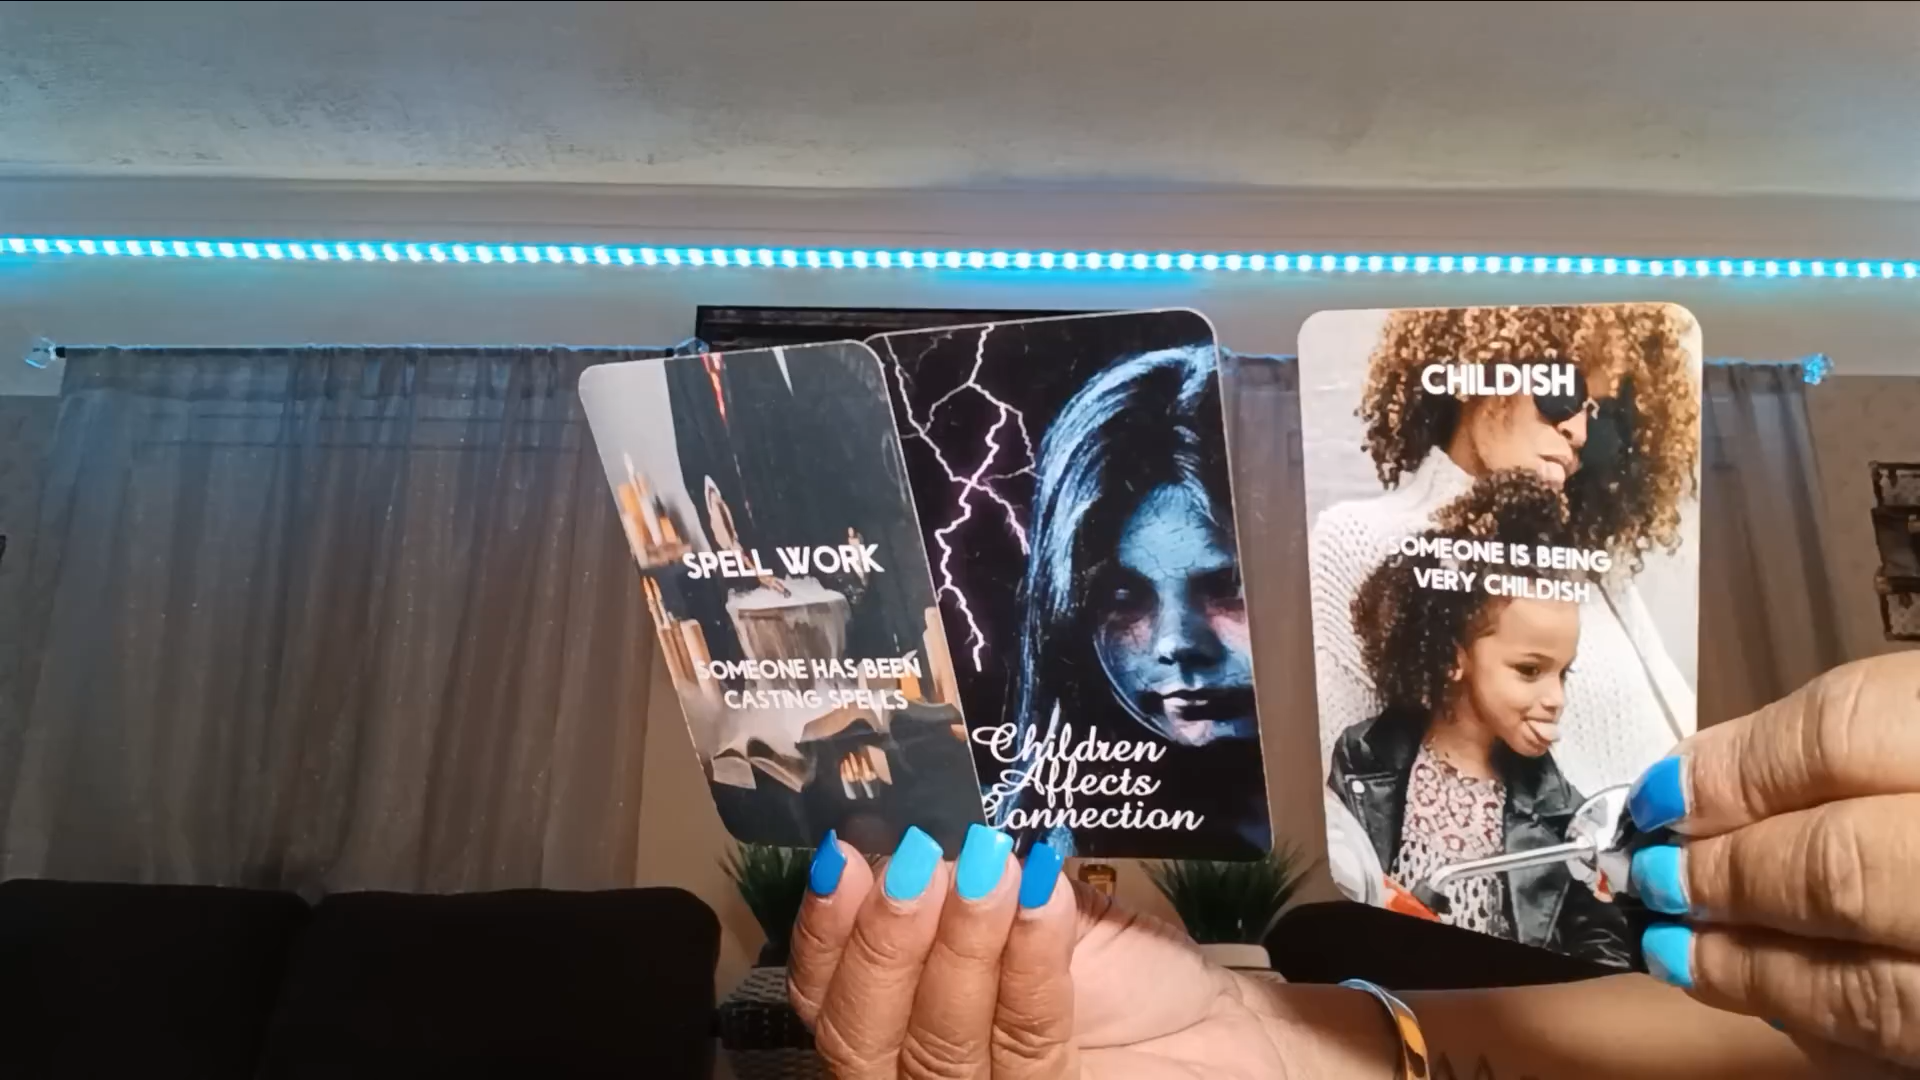 SPELL WORK
SOMEONE HAS BEEN
CASTING SPELLS
Children
Affects
Connection
CHILDISH
SOMEONE IS BEING
VERY CHILDISH